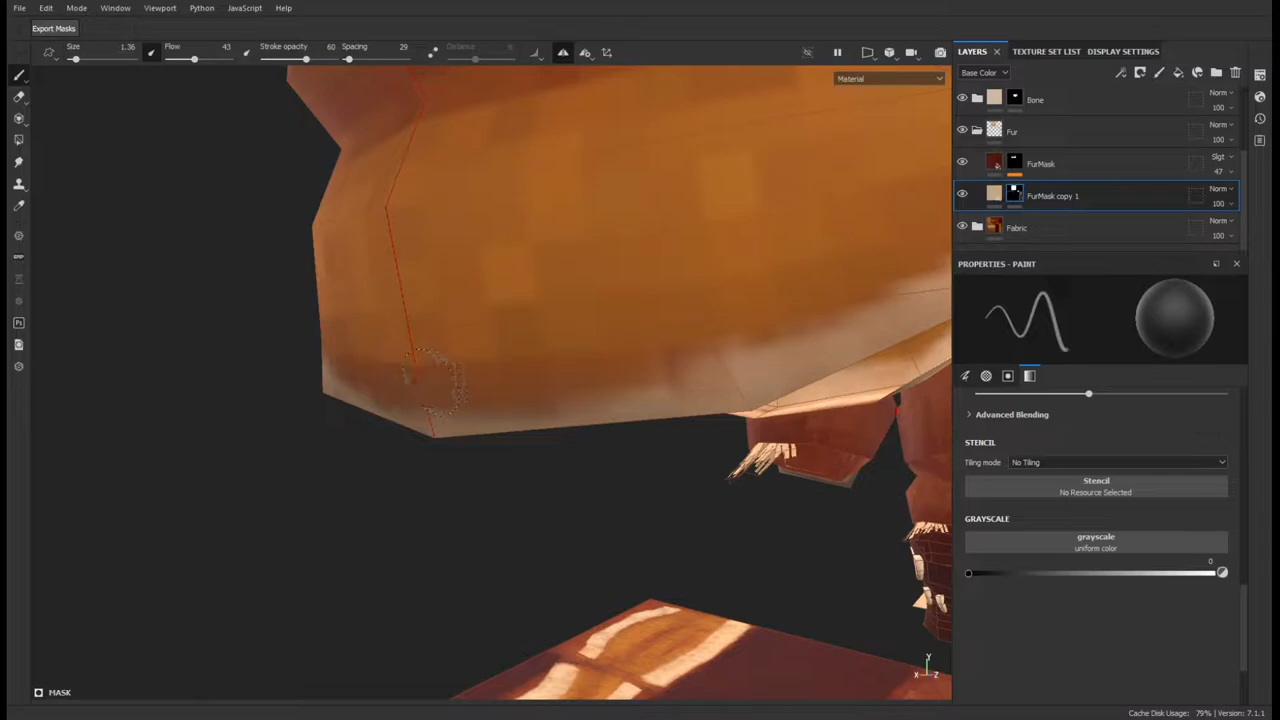 File Edit Mode Window Viewport Python JavaScript Help
Export Masks
Size 1.36 Flow 43 Stroke opacity 60 Spacing 29 Distance
Material
LAYERS TEXTURE SET LIST DISPLAY SETTINGS
Base Color
Bone Norm 100
Fur Norm 100
FurMask Slgt 47
FurMask copy 1 Norm 100
Fabric Norm 100
PROPERTIES - PAINT
Advanced Blending
STENCIL
Tiling mode No Tiling
Stencil
No Resource Selected
GRAYSCALE
grayscale
uniform color
0
Y
X Z
MASK
Cache Disk Usage: 79% | Version: 7.1.1